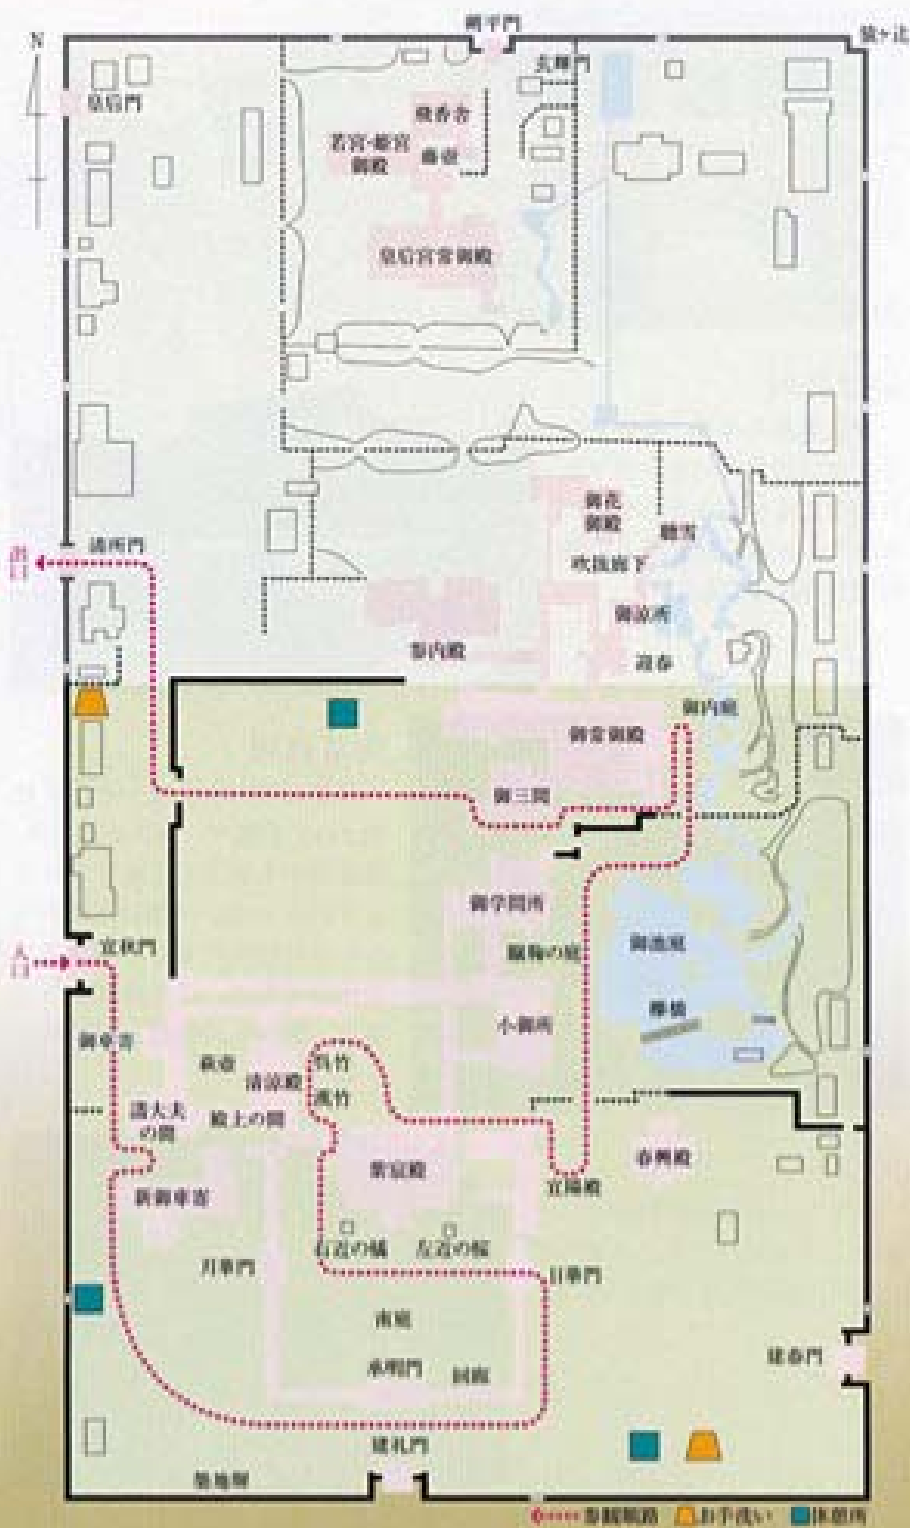 N
朔平門
猿ヶ辻
玄輝門
皇后門
飛香舎
若宮・姫宮
御殿
藤壺
皇后宮常御殿
御花
御殿
聴雪
清所門
出口
吹抜廊下
御涼所
参内殿
迎春
御内庭
御常御殿
御三間
御学問所
宜秋門
蹴鞠の庭
御池庭
入口
欅橋
小御所
御車寄
萩壺
呉竹
清涼殿
漢竹
諸大夫
の間
殿上の間
紫宸殿
春興殿
宜陽殿
新御車寄
右近の橘
左近の桜
月華門
日華門
南庭
承明門
回廊
建春門
建礼門
築地塀
参観順路
お手洗い
休憩所